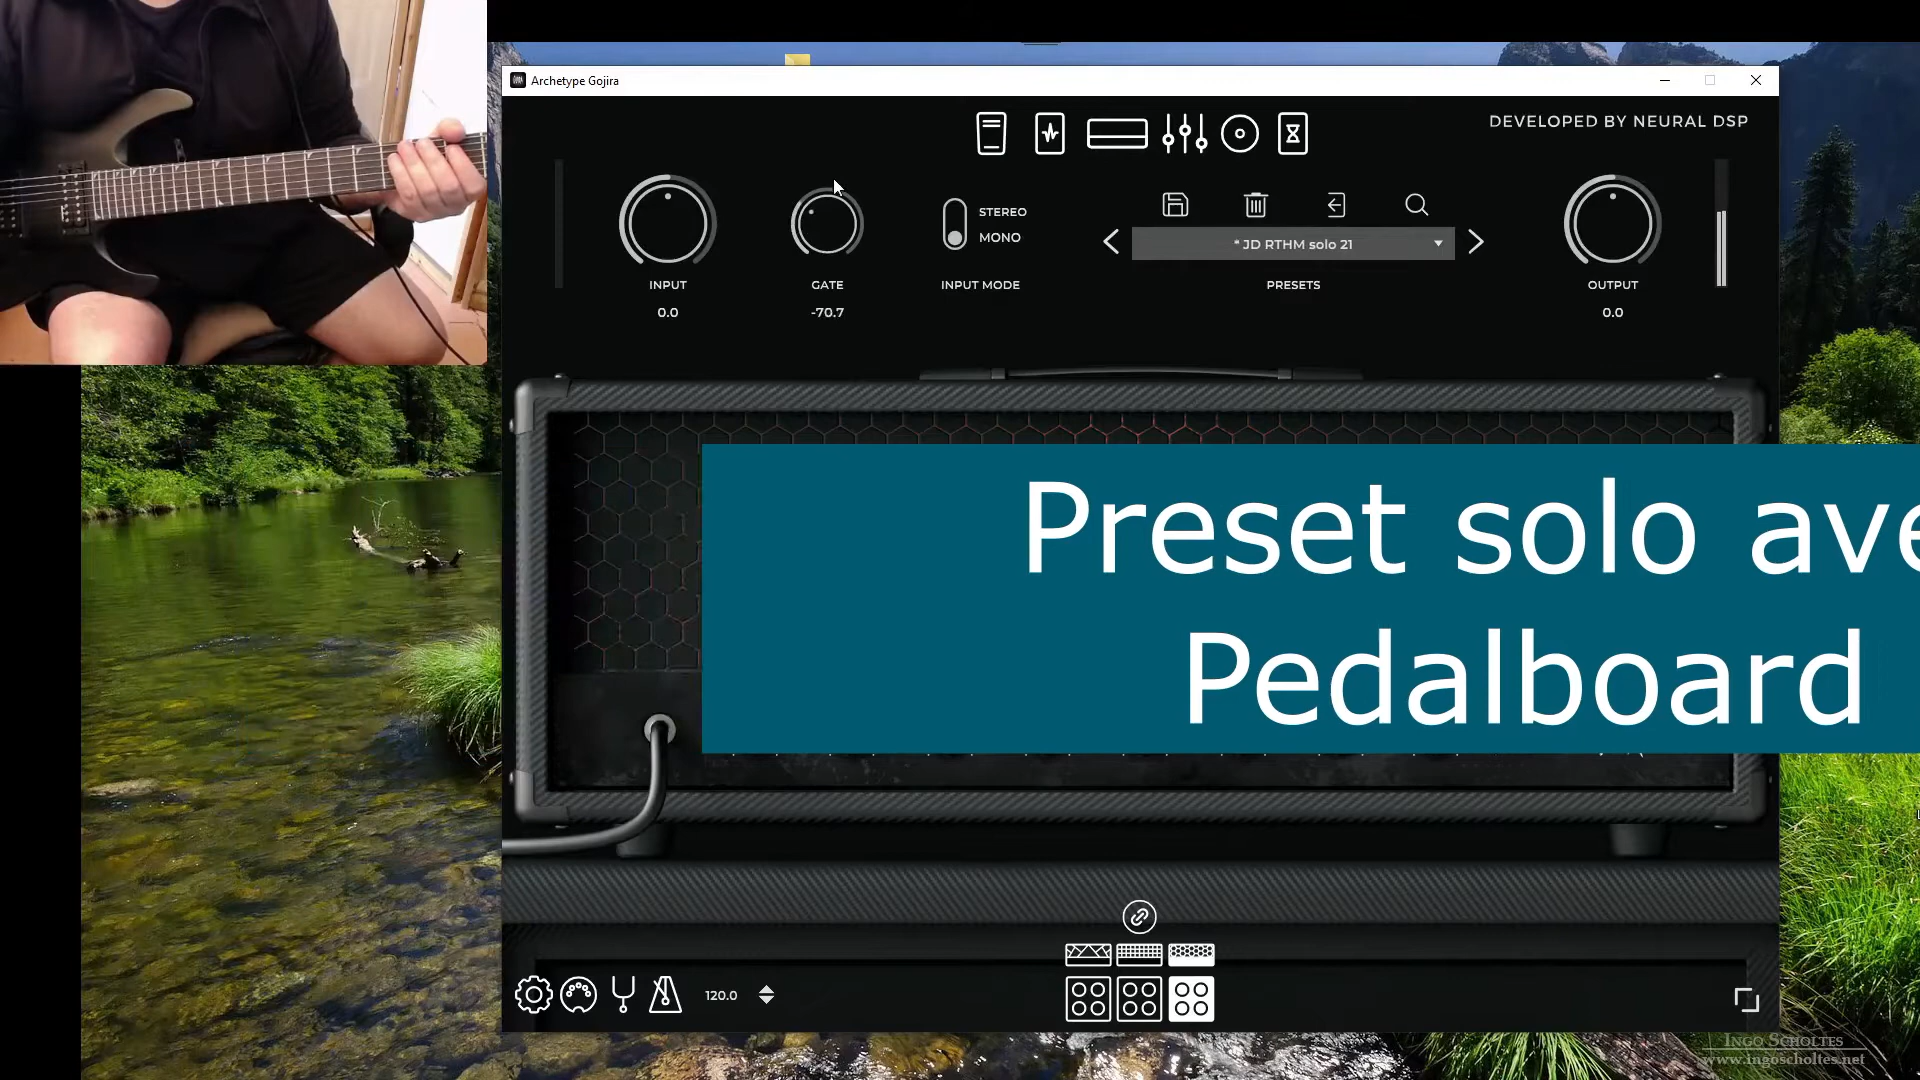 Archetype Gojira
DEVELOPED BY NEURAL DSP
STEREO
MONO
* JD RTHM solo 21
INPUT
GATE
INPUT MODE
PRESETS
OUTPUT
0.0
-70.7
0.0
Preset solo ave
Pedalboard
120.0
INGO SCHOLTES
www.ingoscholtes.net